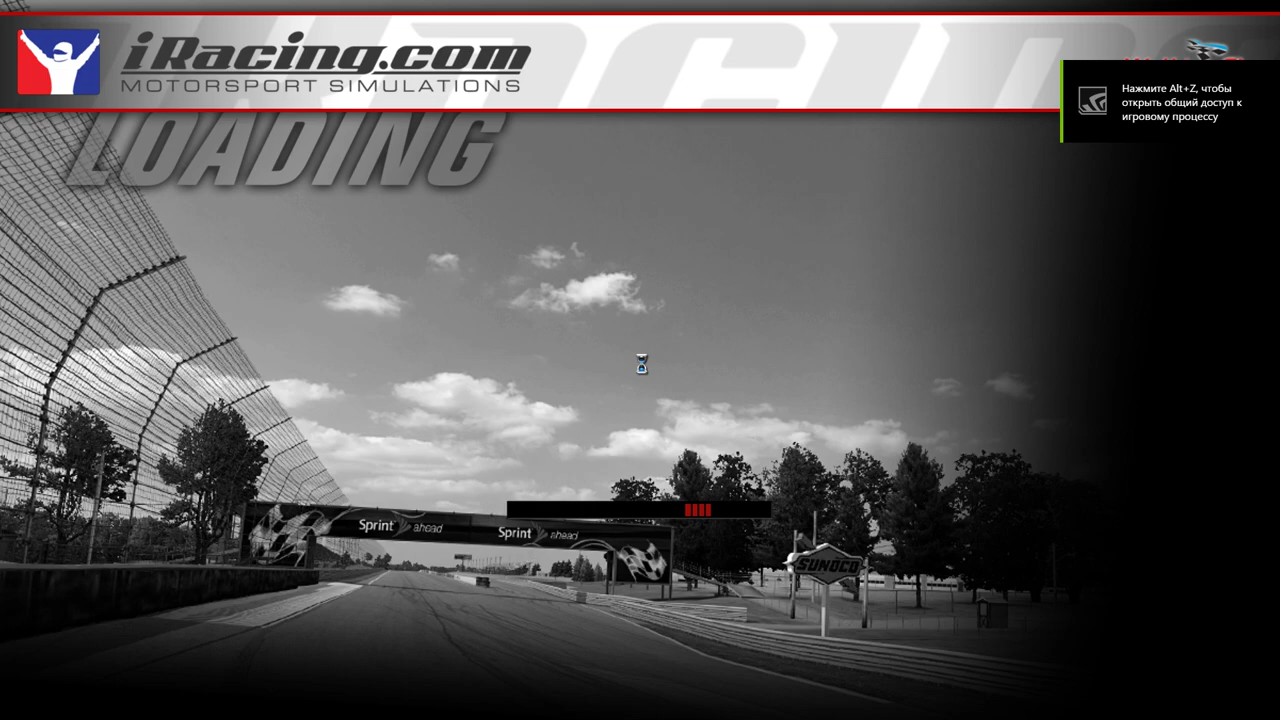 iRacing.com
MOTORSPORT SIMULATIONS
LOADING
Нажмите Alt+Z, чтобы
открыть общий доступ к
игровому процессу
Sprint ahead
Sprint ahead
SUNOCO